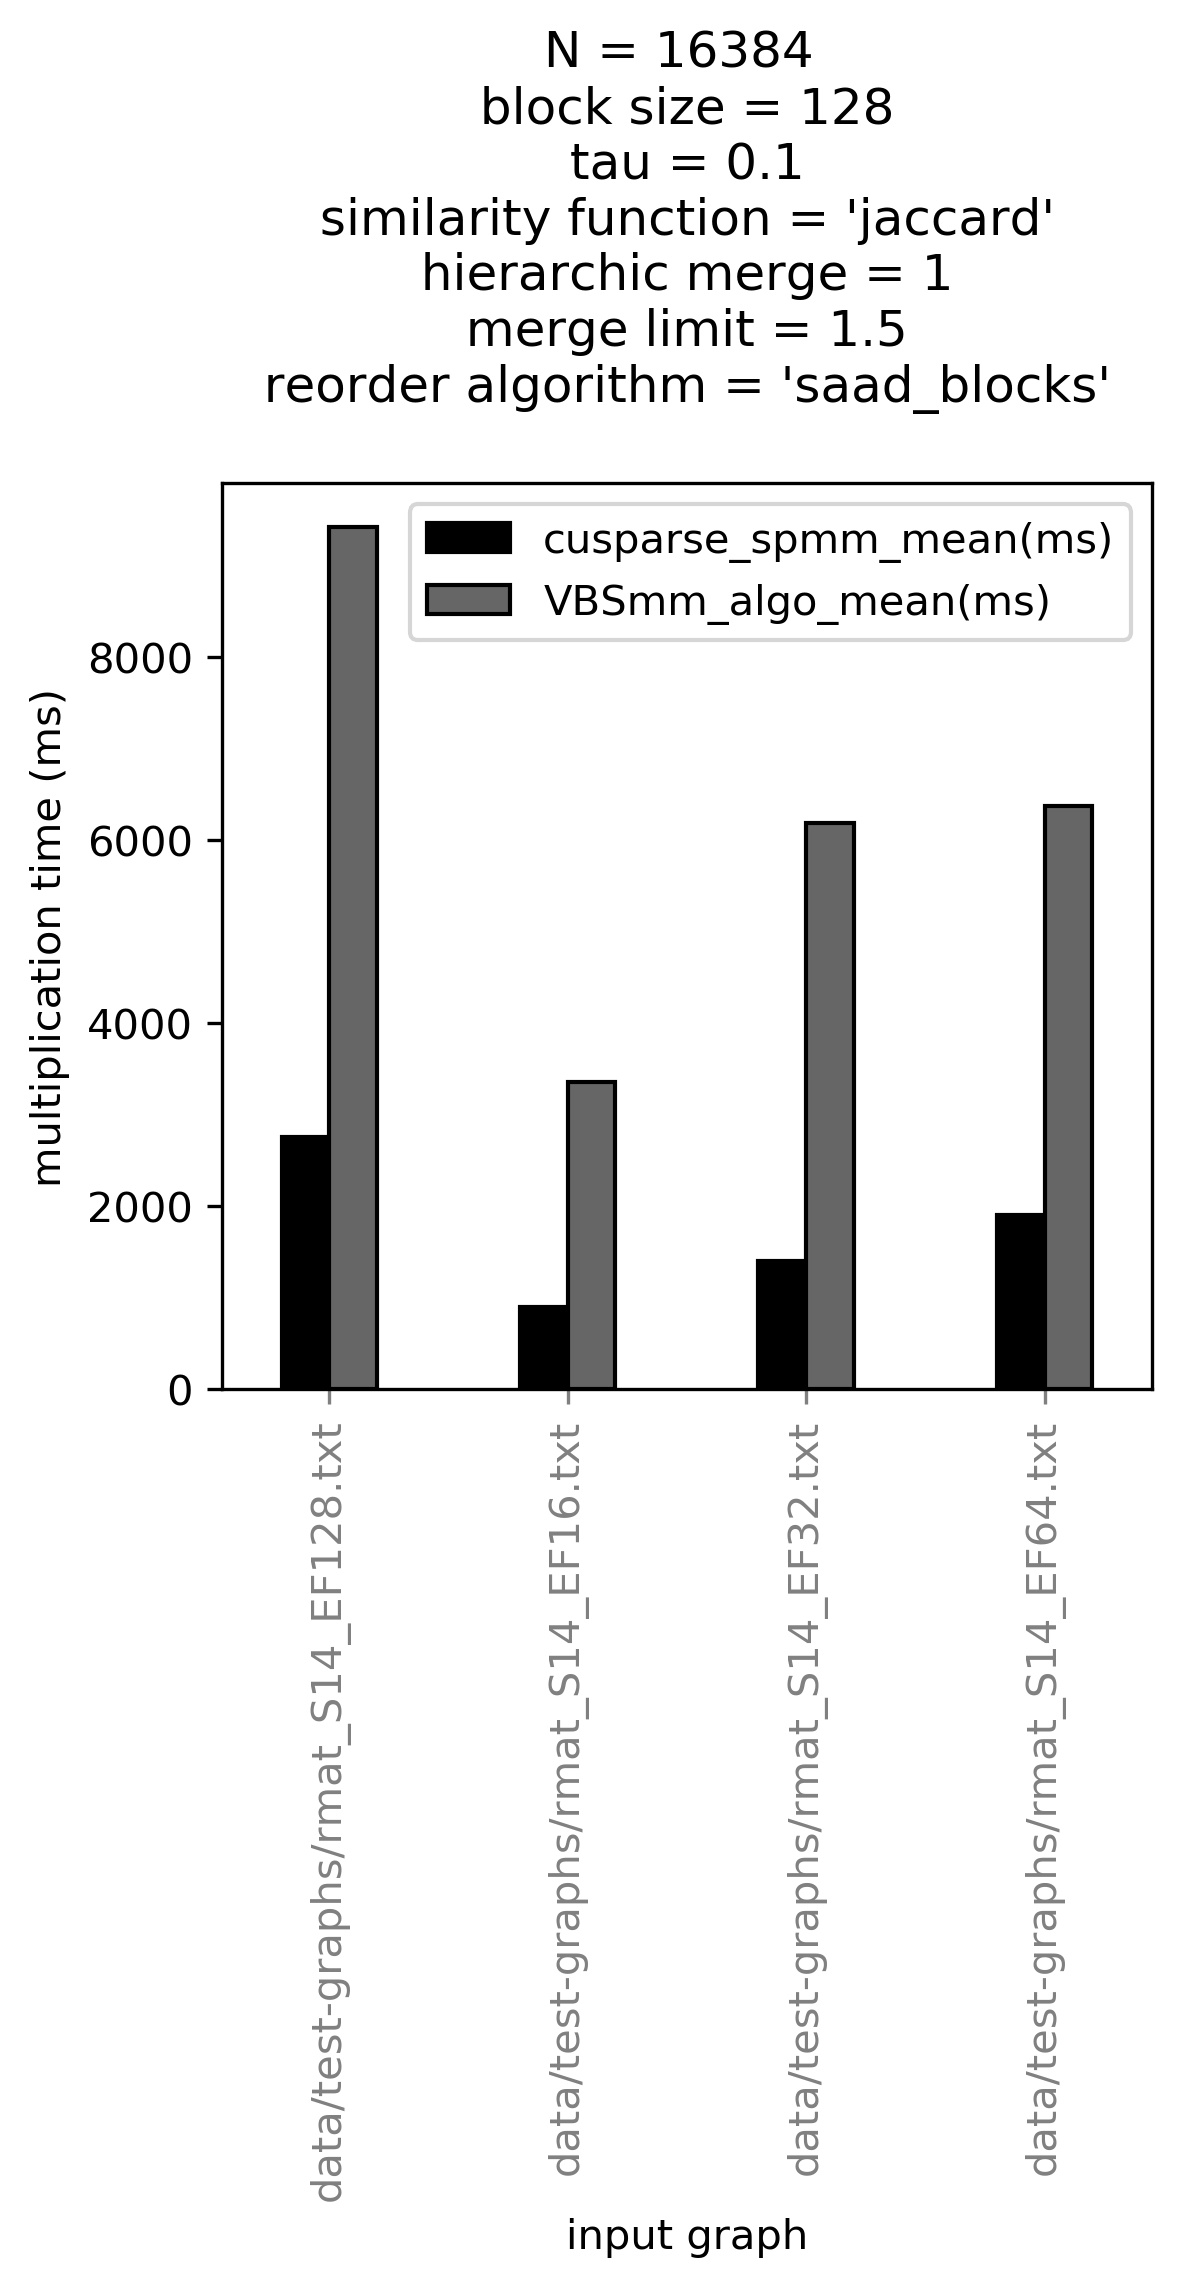 N = 16384
block size = 128
tau = 0.1
similarity function = 'jaccard'
hierarchic merge = 1
merge limit = 1.5
reorder algorithm = 'saad_blocks'
cusparse_spmm_mean(ms)
VBSmm_algo_mean(ms)
8000
6000
4000
2000
0
multiplication time (ms)
data/test-graphs/rmat_S14_EF128.txt
data/test-graphs/rmat_S14_EF16.txt
data/test-graphs/rmat_S14_EF32.txt
data/test-graphs/rmat_S14_EF64.txt
input graph